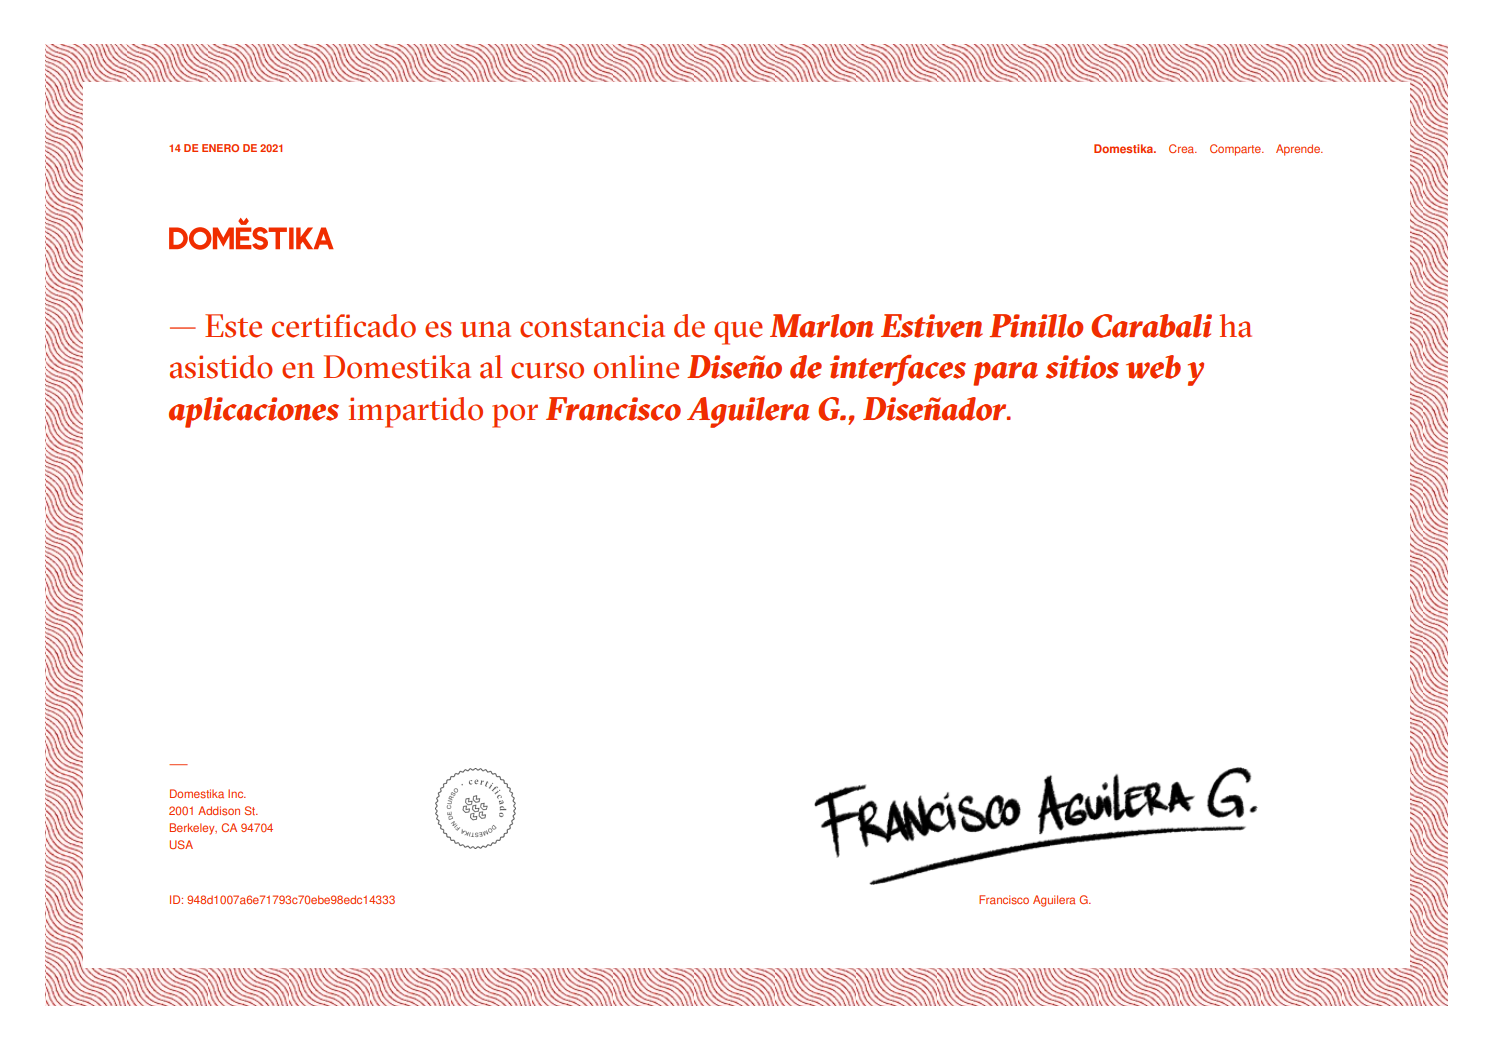 14 DE ENERO DE 2021
Domestika. Crea. Comparte. Aprende.
DOMĚSTIKA
— Este certificado es una constancia de que Marlon Estiven Pinillo Carabali ha
asistido en Domestika al curso online Diseño de interfaces para sitios web y
aplicaciones impartido por Francisco Aguilera G., Diseñador.
—
Domestika Inc.
2001 Addison St.
Berkeley, CA 94704
USA
certificado
DOMESTIKA FIN DE CURSO
FRANCISCO AGUILERA G.
ID: 948d1007a6e71793c70ebe98edc14333
Francisco Aguilera G.